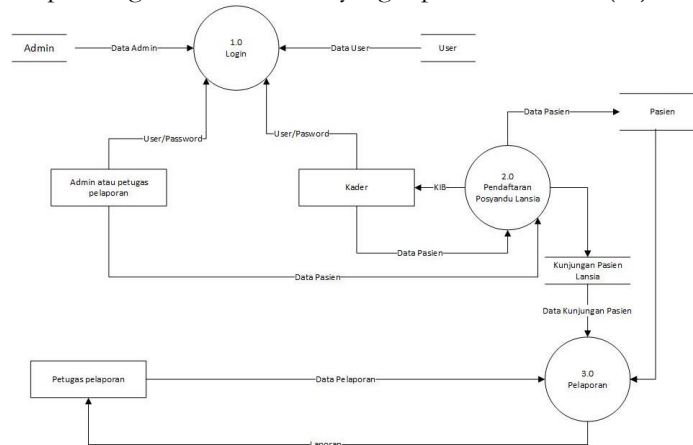 Admin
Data Admin
1.0
Login
Data User
User
Data Pasien
Pasien
User/Password
User/Pasword
Admin atau petugas
pelaporan
Kader
KIB
2.0
Pendaftaran
Posyandu Lansia
Data Pasien
Data Pasien
Kunjungan Pasien
Lansia
Data Kunjungan Pasien
Petugas pelaporan
Data Pelaporan
3.0
Pelaporan
Laporan